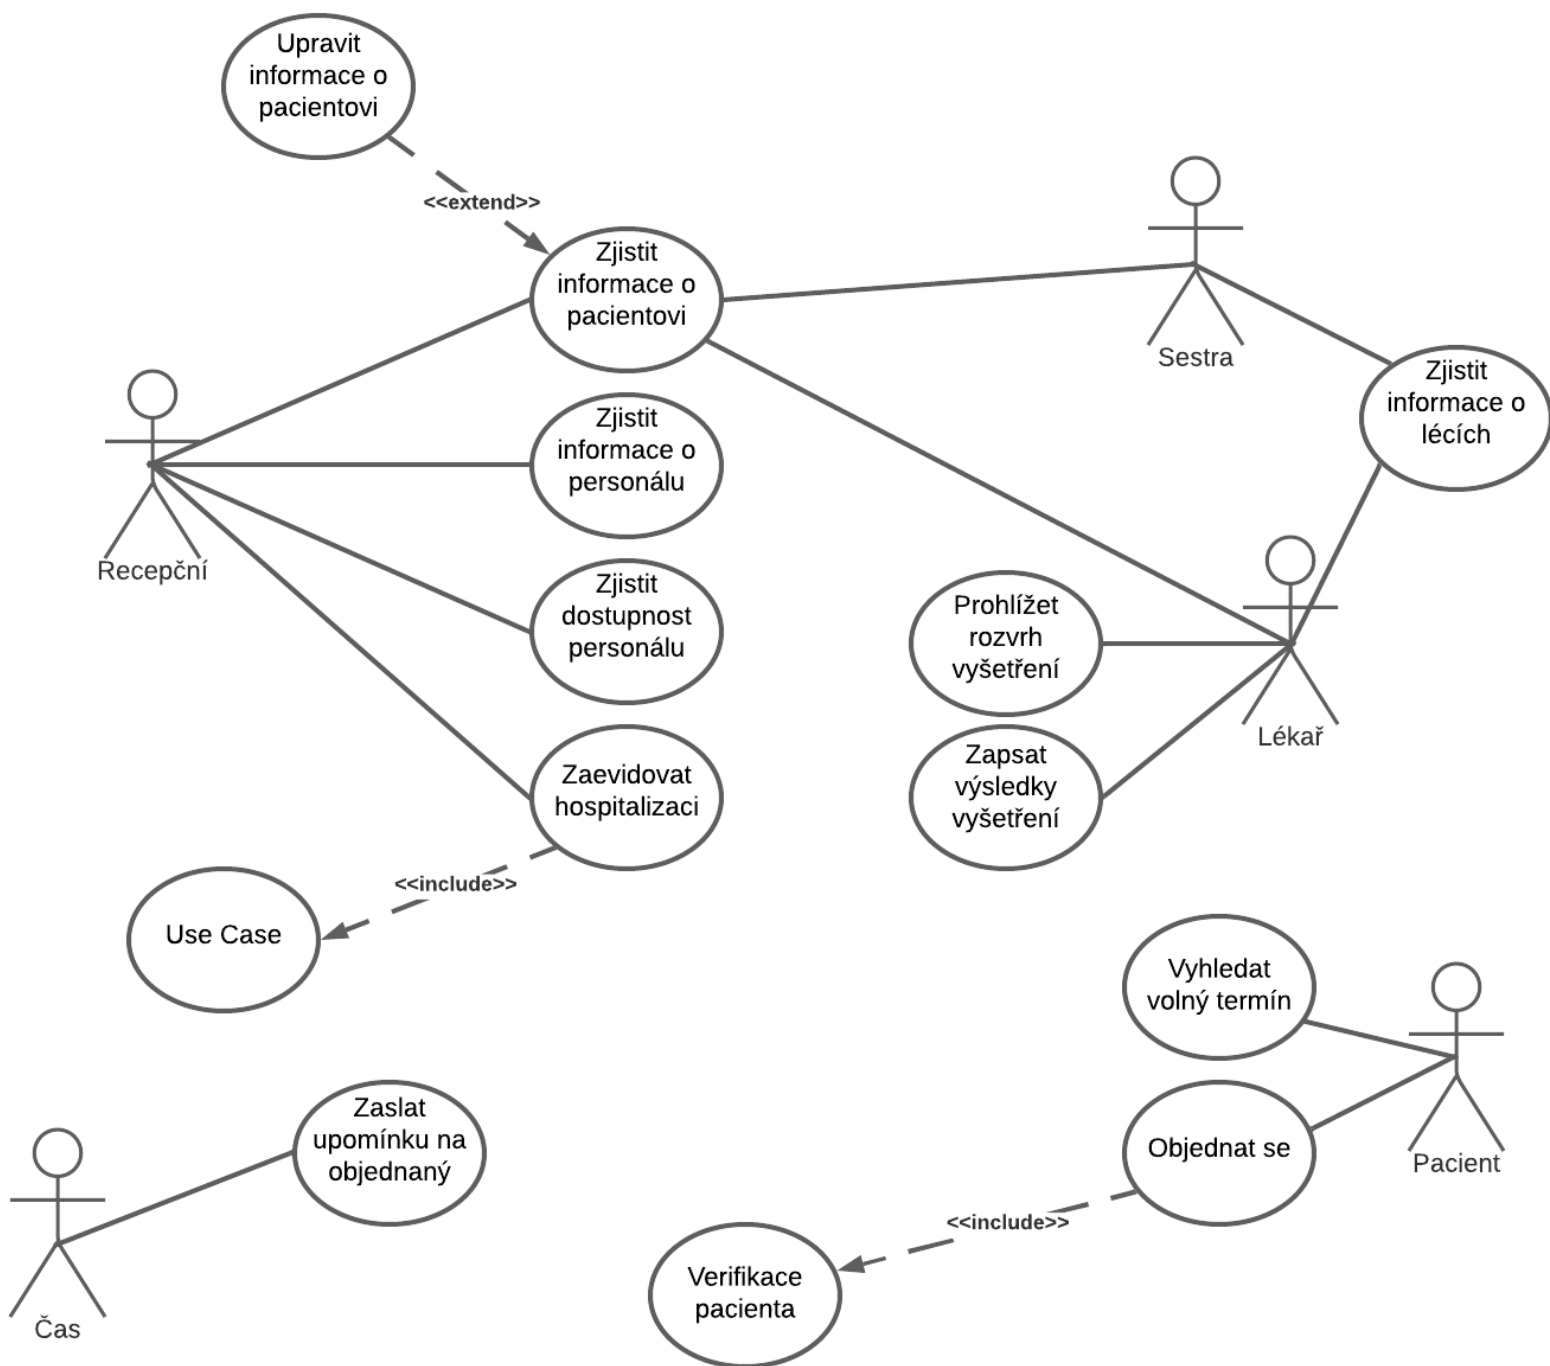 Upravit
informace o
pacientovi
<<extend>>
Zjistit
informace o
pacientovi
Sestra
Zjistit
informace o
lécích
Zjistit
informace o
personálu
Recepční
Zjistit
dostupnost
personálu
Prohlížet
rozvrh
vyšetření
Lékař
Zaevidovat
hospitalizaci
Zapsat
výsledky
vyšetření
<<include>>
Use Case
Vyhledat
volný termín
Zaslat
upomínku na
objednaný
Objednat se
Pacient
<<include>>
Verifikace
pacienta
Čas